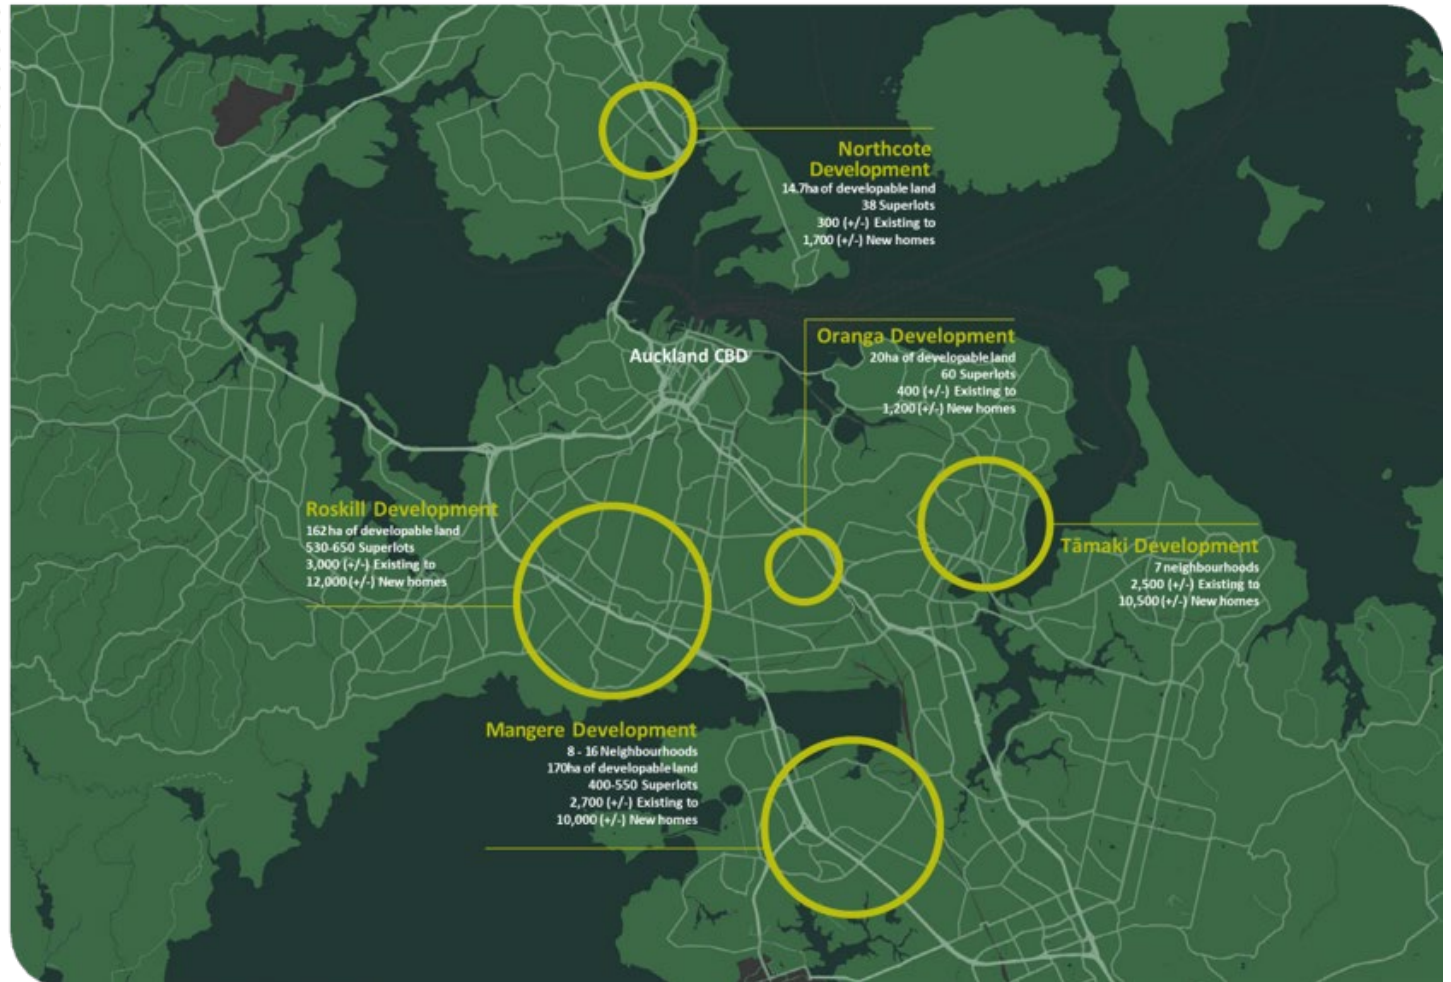 Northcote
Development
14.7ha of developable land
38 Superlots
300 (+/-) Existing to
1,700 (+/-) New homes
Oranga Development
20ha of developable land
60 Superlots
400 (+/-) Existing to
1,200 (+/-) New homes
Auckland CBD
Roskill Development
162ha of developable land
530-650 Superlots
3,000 (+/-) Existing to
12,000 (+/-) New homes
Tāmaki Development
7 neighbourhoods
2,500 (+/-) Existing to
10,500 (+/-) New homes
Mangere Development
8 - 16 Neighbourhoods
170ha of developable land
400-550 Superlots
2,700 (+/-) Existing to
10,000 (+/-) New homes